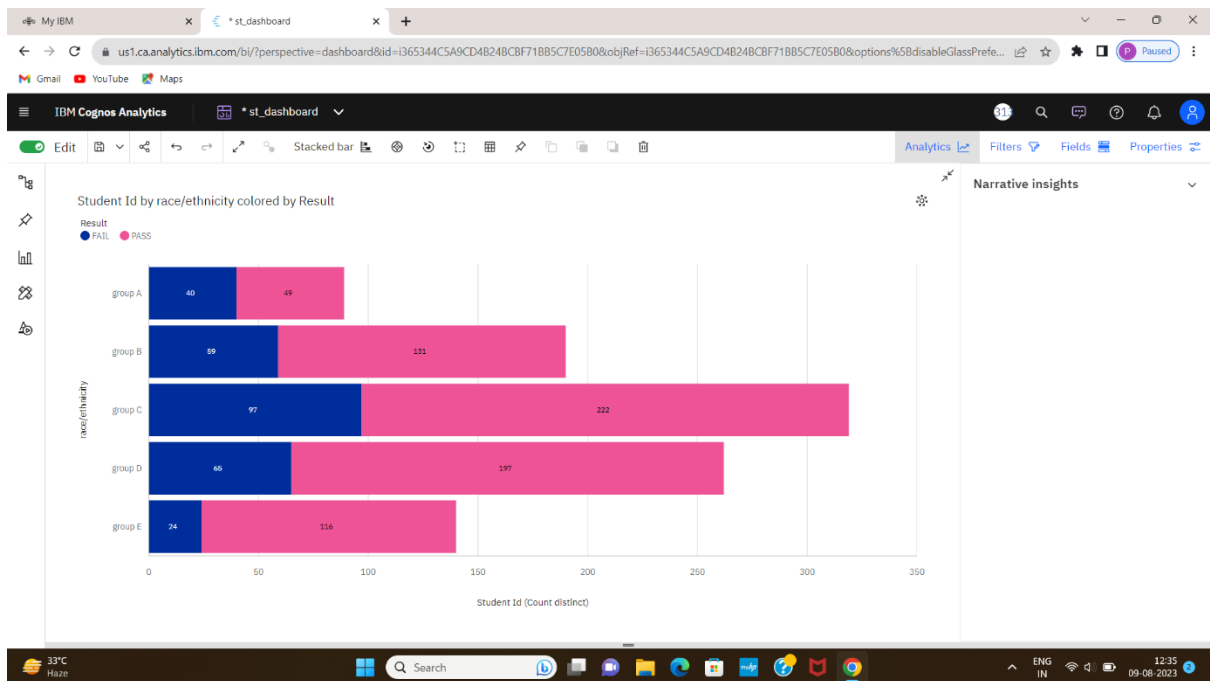 My IBM
* st_dashboard
us1.ca.analytics.ibm.com/bi/?perspective=dashboard&id=i365344C5A9CD4B24BCBF71BB5C7E05B0&objRef=i365344C5A9CD4B24BCBF71BB5C7E05B0&options%5BdisableGlassPrefe...
P Paused
Gmail YouTube Maps
IBM Cognos Analytics
* st_dashboard
Edit
Stacked bar
Analytics Filters Fields Properties
Narrative insights
Student Id by race/ethnicity colored by Result
Result
FAIL PASS
race/ethnicity
group A 40 49
group B 59 131
group C 97 222
group D 65 197
group E 24 116
0 50 100 150 200 250 300 350
Student Id (Count distinct)
33°C
Haze
Search
ENG
IN
12:35
09-08-2023
2